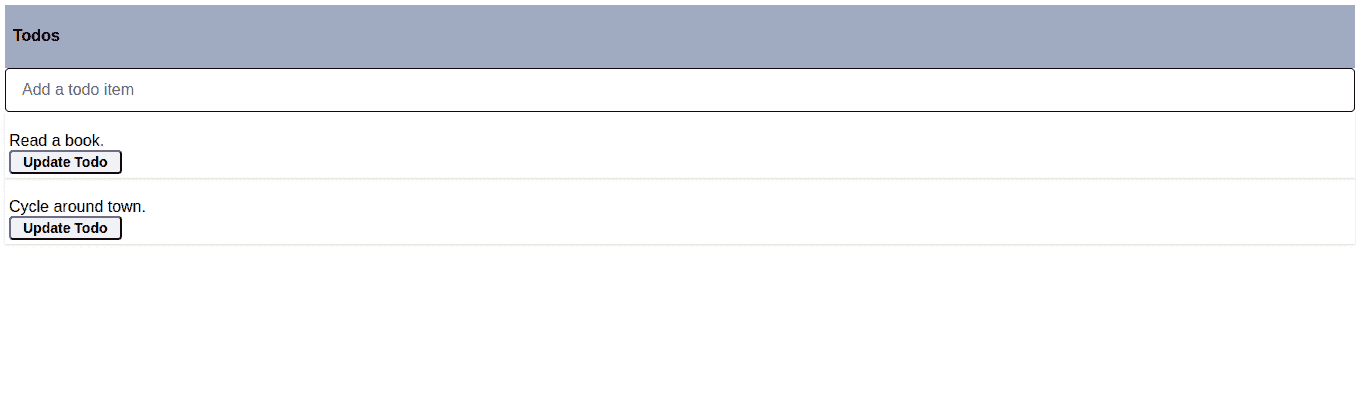 Todos
Add a todo item
Read a book.
Update Todo
Cycle around town.
Update Todo